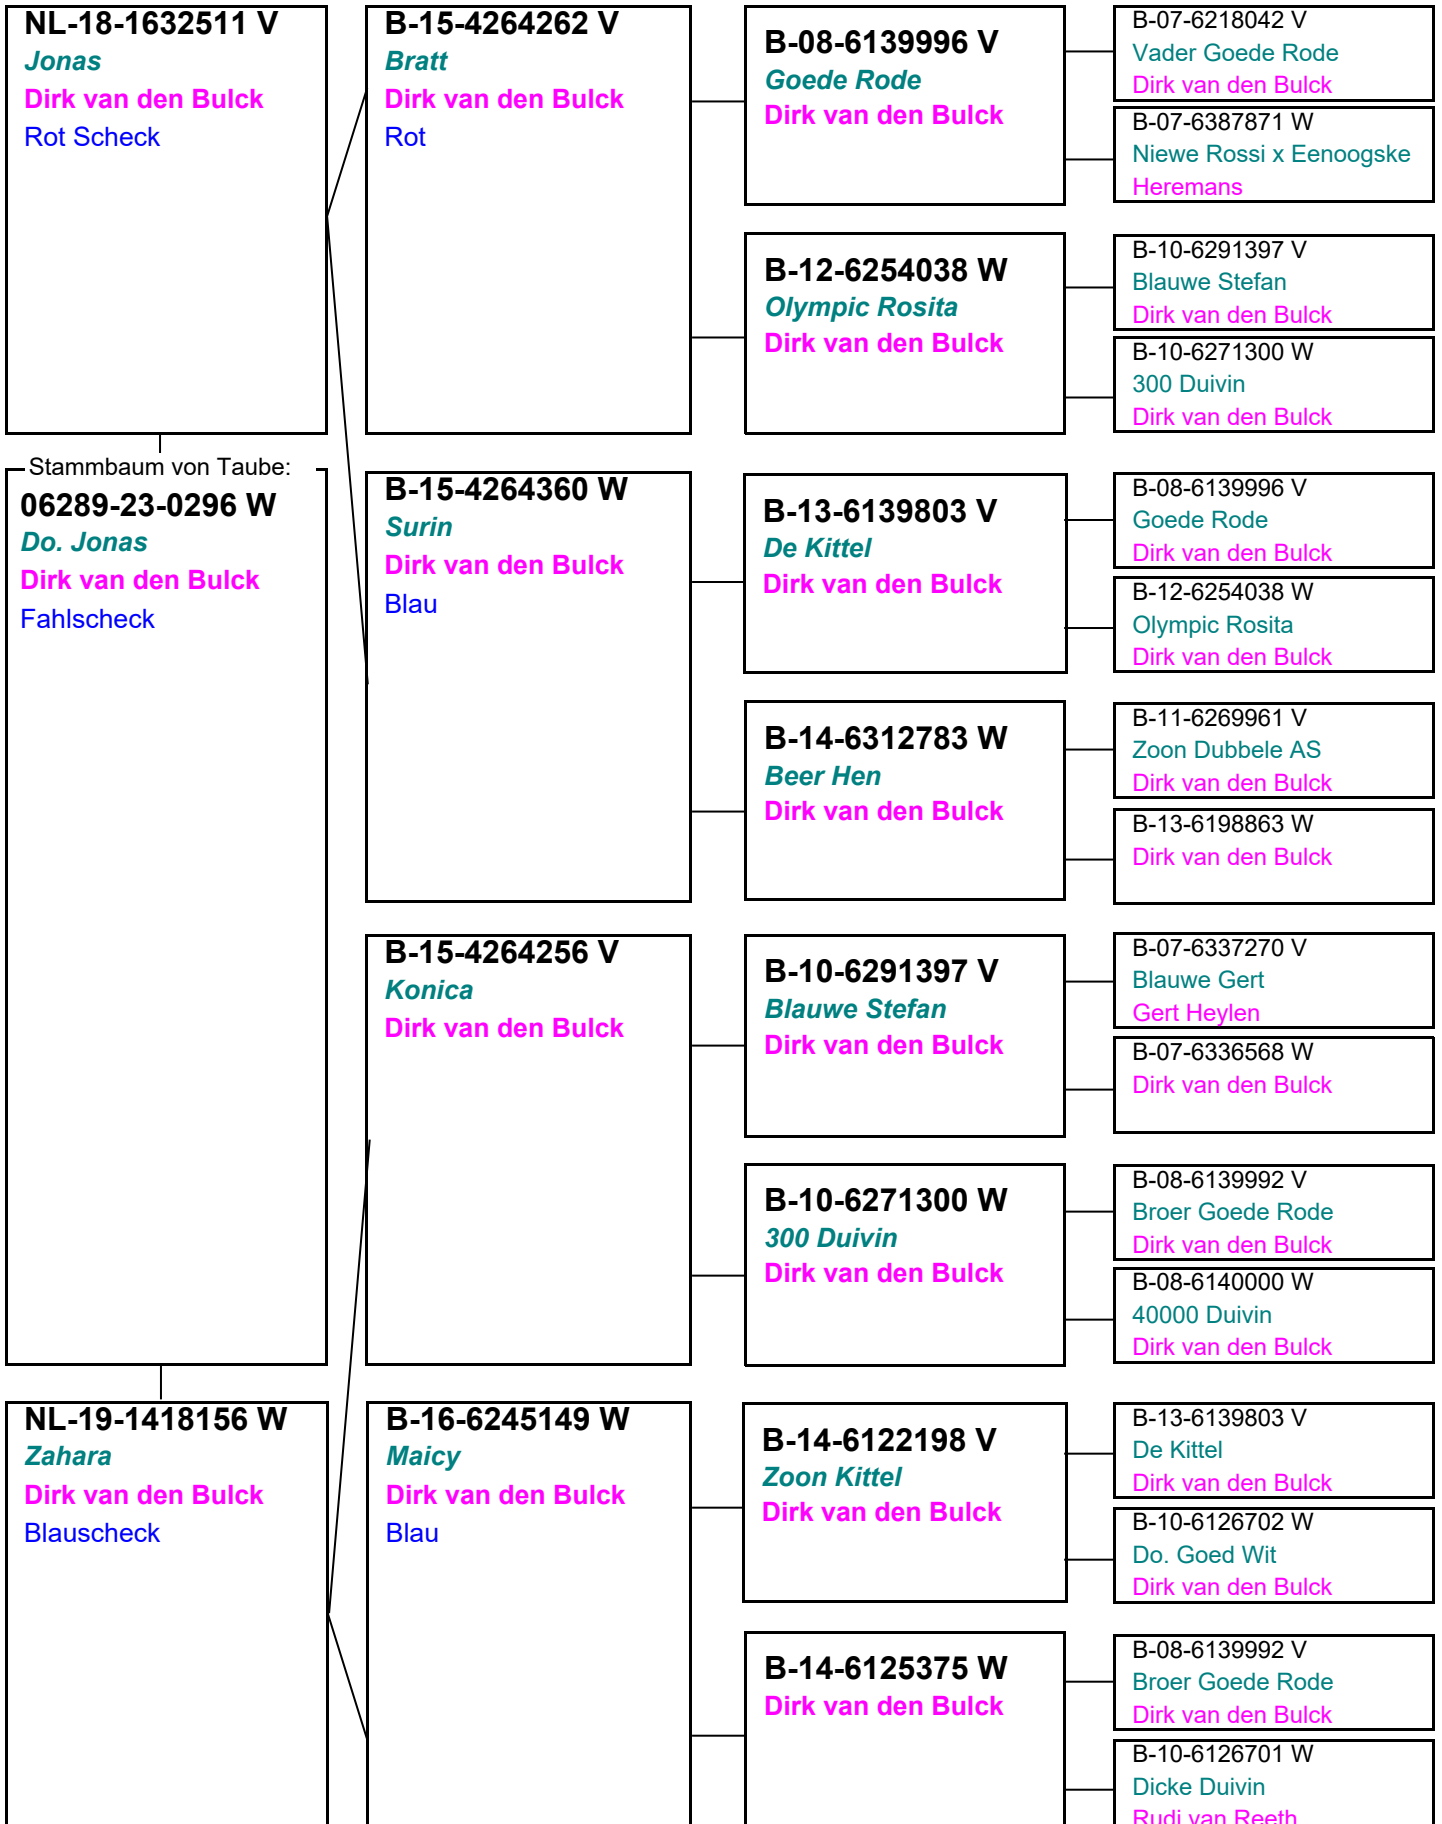 NL-18-1632511 V
Jonas
Dirk van den Bulck
Rot Scheck
Stammbaum von Taube:
06289-23-0296 W
Do. Jonas
Dirk van den Bulck
Fahlscheck
NL-19-1418156 W
Zahara
Dirk van den Bulck
Blauscheck
B-15-4264262 V
Bratt
Dirk van den Bulck
Rot
B-15-4264360 W
Surin
Dirk van den Bulck
Blau
B-15-4264256 V
Konica
Dirk van den Bulck
B-16-6245149 W
Maicy
Dirk van den Bulck
Blau
B-08-6139996 V
Goede Rode
Dirk van den Bulck
B-12-6254038 W
Olympic Rosita
Dirk van den Bulck
B-13-6139803 V
De Kittel
Dirk van den Bulck
B-14-6312783 W
Beer Hen
Dirk van den Bulck
B-10-6291397 V
Blauwe Stefan
Dirk van den Bulck
B-10-6271300 W
300 Duivin
Dirk van den Bulck
B-14-6122198 V
Zoon Kittel
Dirk van den Bulck
B-14-6125375 W
Dirk van den Bulck
B-07-6218042 V
Vader Goede Rode
Dirk van den Bulck
B-07-6387871 W
Niewe Rossi x Eenoogske
Heremans
B-10-6291397 V
Blauwe Stefan
Dirk van den Bulck
B-10-6271300 W
300 Duivin
Dirk van den Bulck
B-08-6139996 V
Goede Rode
Dirk van den Bulck
B-12-6254038 W
Olympic Rosita
Dirk van den Bulck
B-11-6269961 V
Zoon Dubbele AS
Dirk van den Bulck
B-13-6198863 W
Dirk van den Bulck
B-07-6337270 V
Blauwe Gert
Gert Heylen
B-07-6336568 W
Dirk van den Bulck
B-08-6139992 V
Broer Goede Rode
Dirk van den Bulck
B-08-6140000 W
40000 Duivin
Dirk van den Bulck
B-13-6139803 V
De Kittel
Dirk van den Bulck
B-10-6126702 W
Do. Goed Wit
Dirk van den Bulck
B-08-6139992 V
Broer Goede Rode
Dirk van den Bulck
B-10-6126701 W
Dicke Duivin
Rudi van Reeth